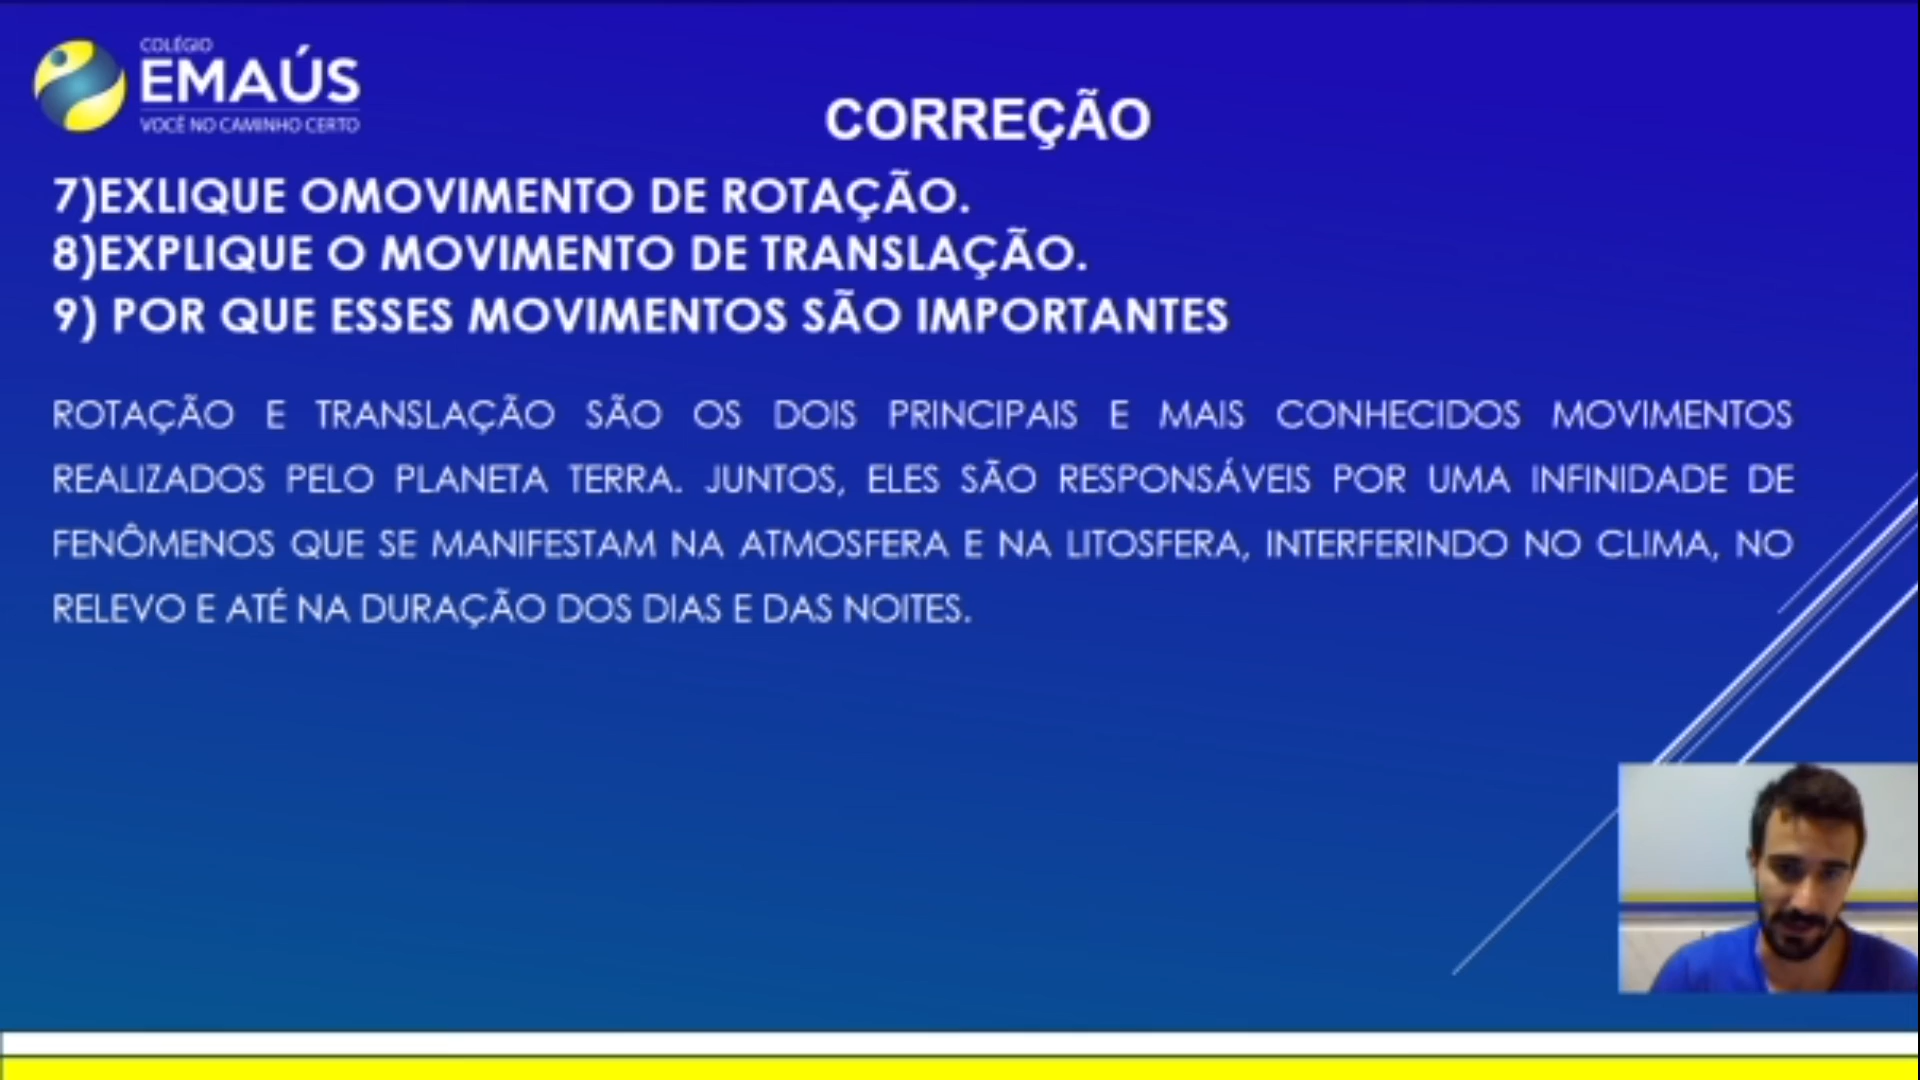 COLÉGIO
EMAÚS
VOCÊ NO CAMINHO CERTO
CORREÇÃO
7)EXLIQUE OMOVIMENTO DE ROTAÇÃO.
8)EXPLIQUE O MOVIMENTO DE TRANSLAÇÃO.
9) POR QUE ESSES MOVIMENTOS SÃO IMPORTANTES
ROTAÇÃO E TRANSLAÇÃO SÃO OS DOIS PRINCIPAIS E MAIS CONHECIDOS MOVIMENTOS
REALIZADOS PELO PLANETA TERRA. JUNTOS, ELES SÃO RESPONSÁVEIS POR UMA INFINIDADE DE
FENÔMENOS QUE SE MANIFESTAM NA ATMOSFERA E NA LITOSFERA, INTERFERINDO NO CLIMA, NO
RELEVO E ATÉ NA DURAÇÃO DOS DIAS E DAS NOITES.